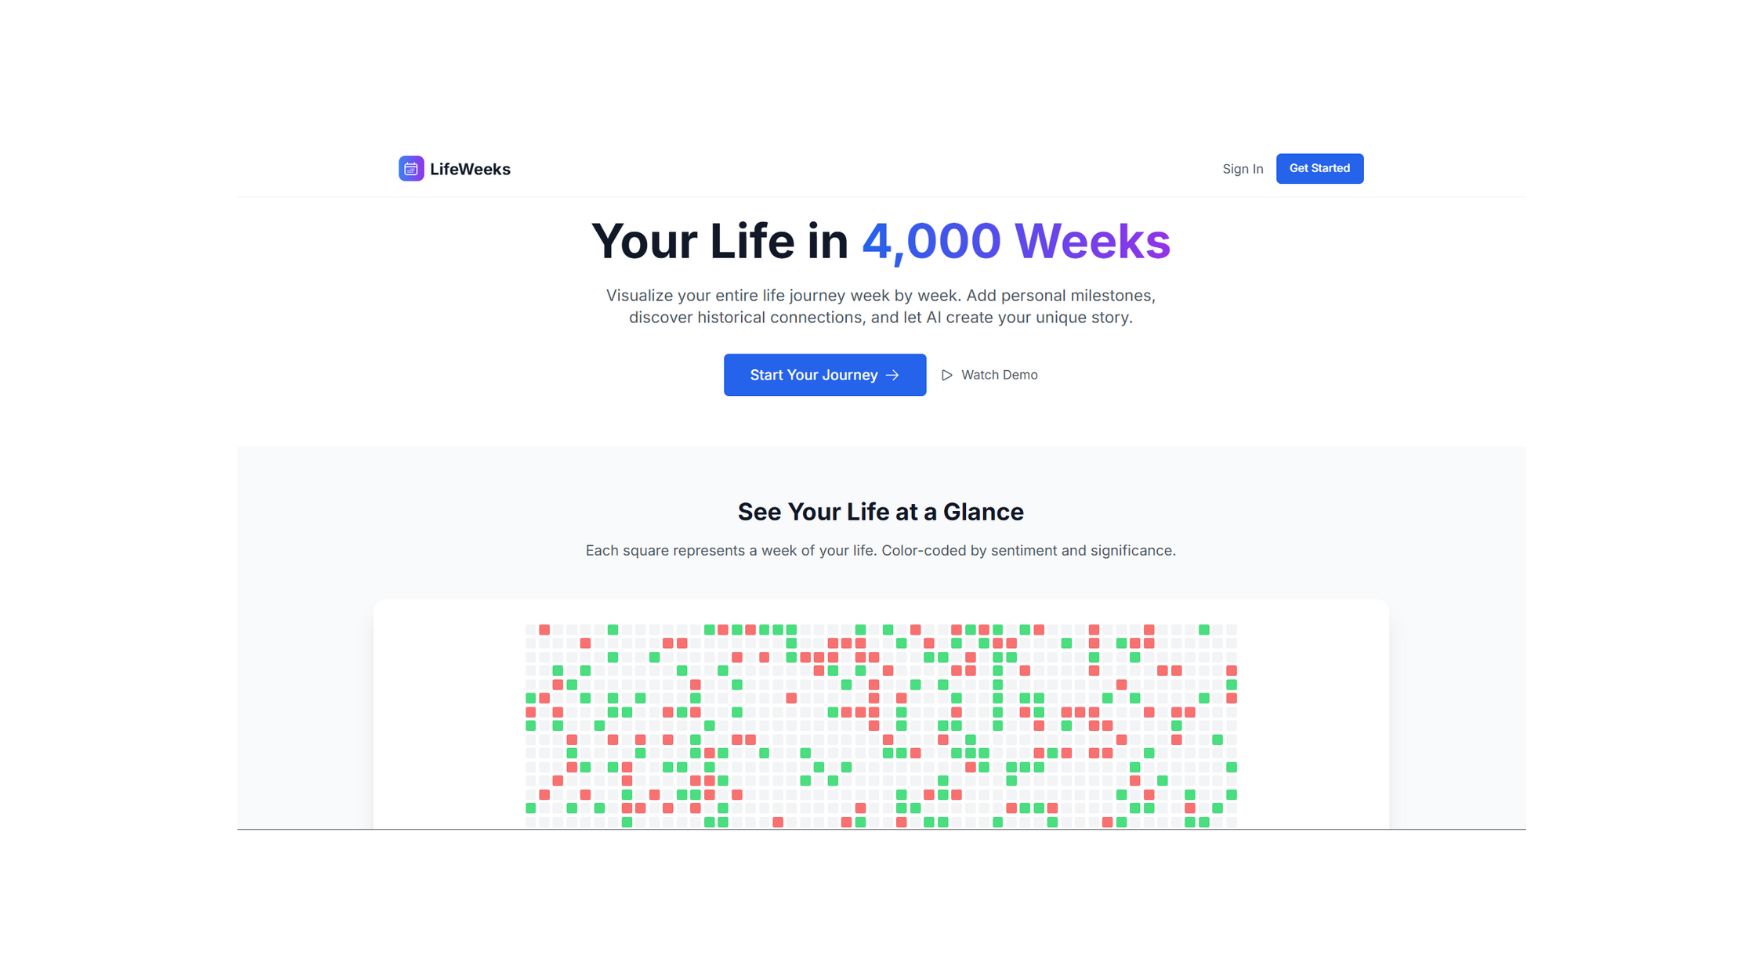 LifeWeeks
Sign In
Get Started
Your Life in 4,000 Weeks
Visualize your entire life journey week by week. Add personal milestones,
discover historical connections, and let AI create your unique story.
Start Your Journey →
Watch Demo
See Your Life at a Glance
Each square represents a week of your life. Color-coded by sentiment and significance.